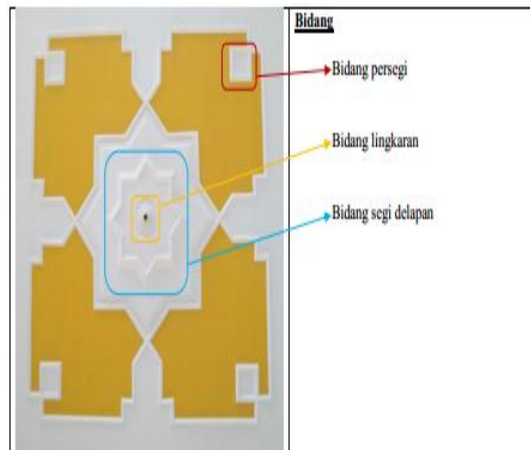 Bidang
Bidang persegi
Bidang lingkaran
Bidang segi delapan